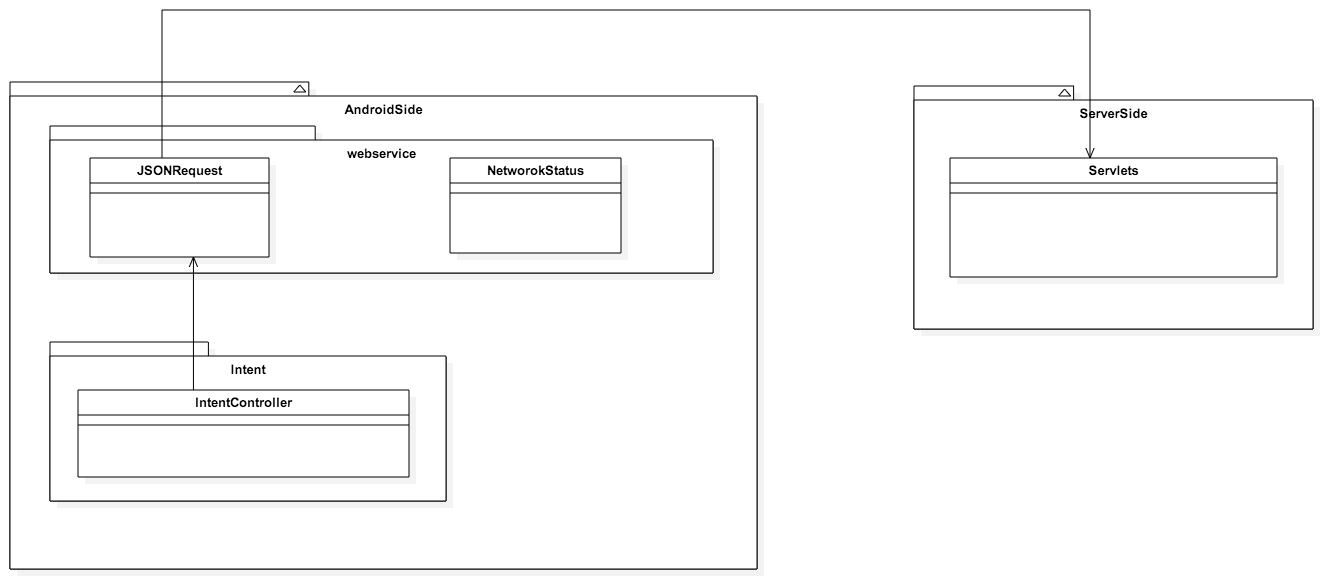 AndroidSide
ServerSide
webservice
JSONRequest
NetworokStatus
Servlets
Intent
IntentController